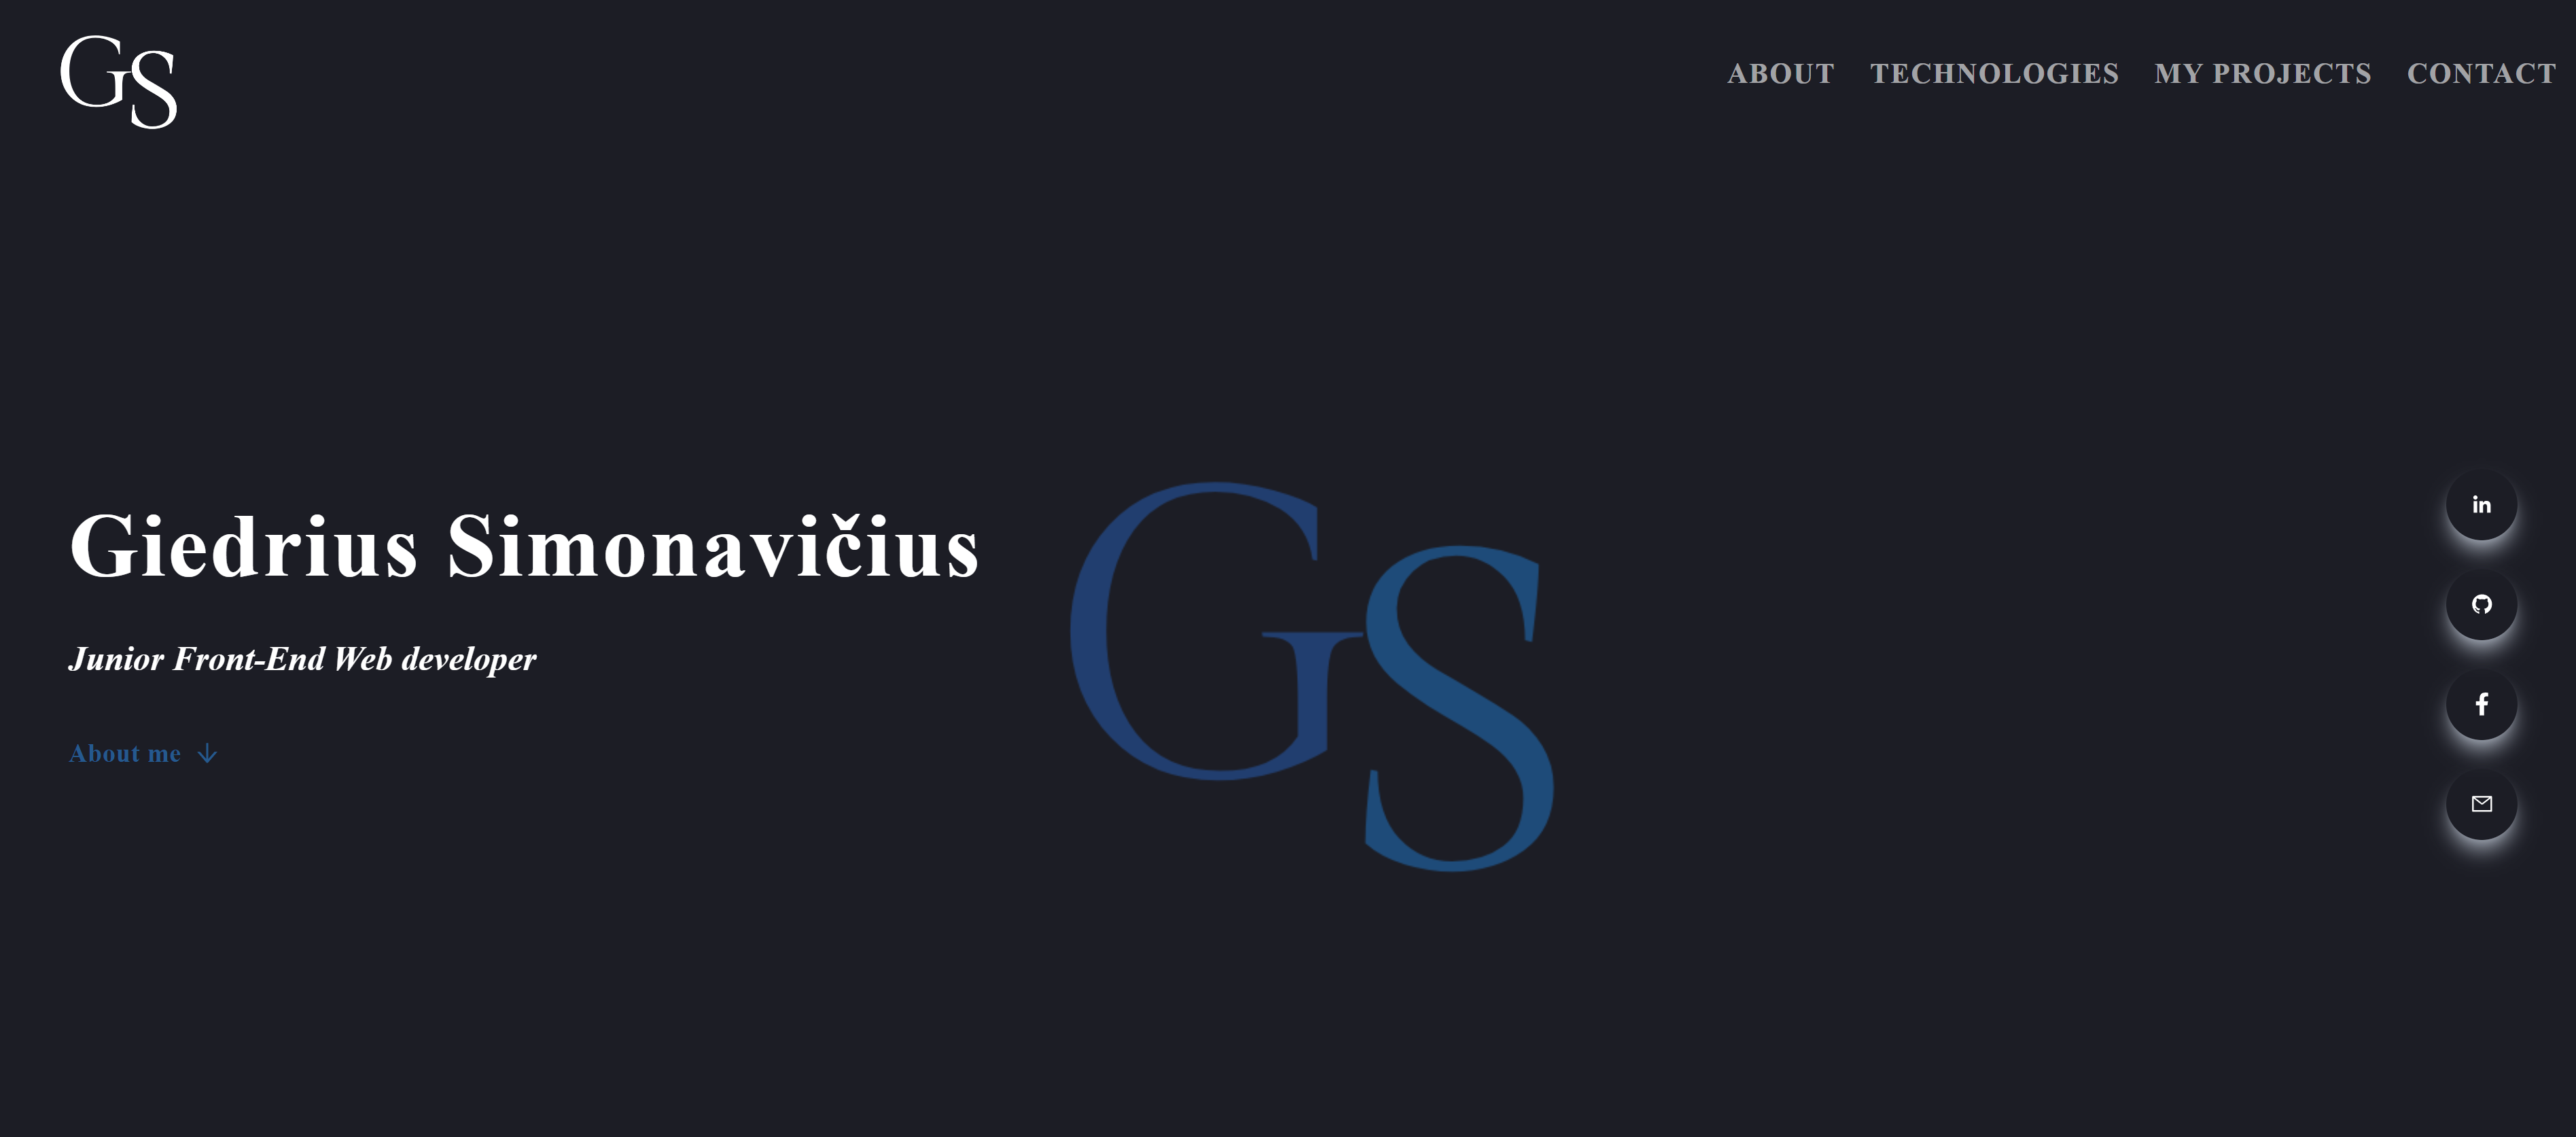 GS
ABOUT TECHNOLOGIES MY PROJECTS CONTACT
Giedrius Simonavičius
Junior Front-End Web developer
About me
GS
in
f